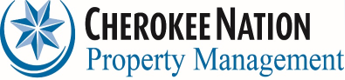 CHEROKEE NATION
Property Management